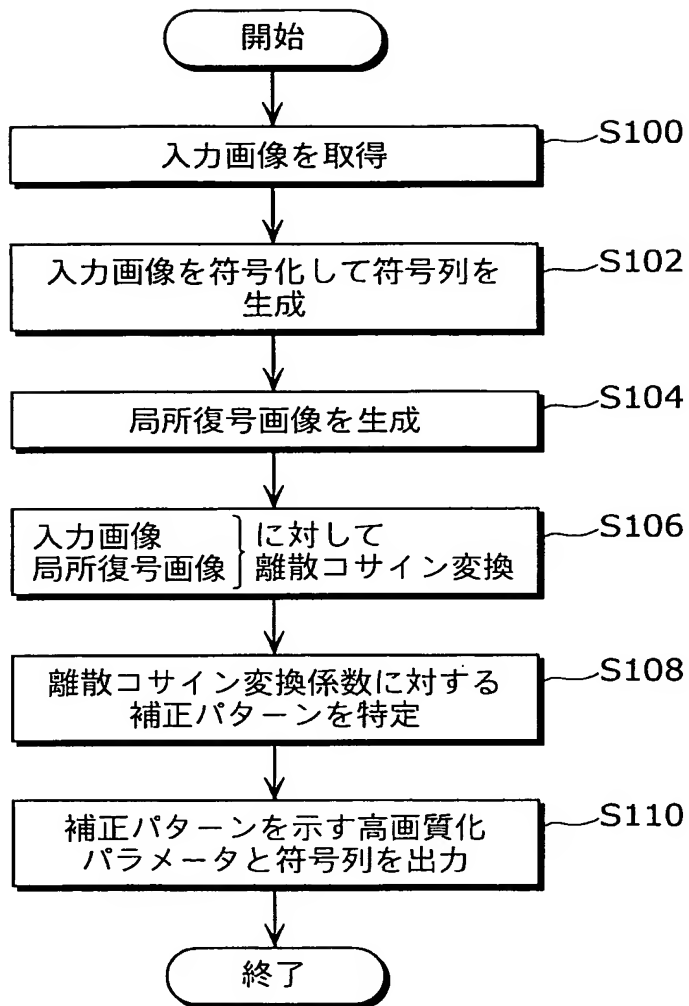 開始
入力画像を取得
S100
入力画像を符号化して符号列を
生成
S102
局所復号画像を生成
S104
入力画像
局所復号画像
に対して
離散コサイン変換
S106
離散コサイン変換係数に対する
補正パターンを特定
S108
補正パターンを示す高画質化
パラメータと符号列を出力
S110
終了